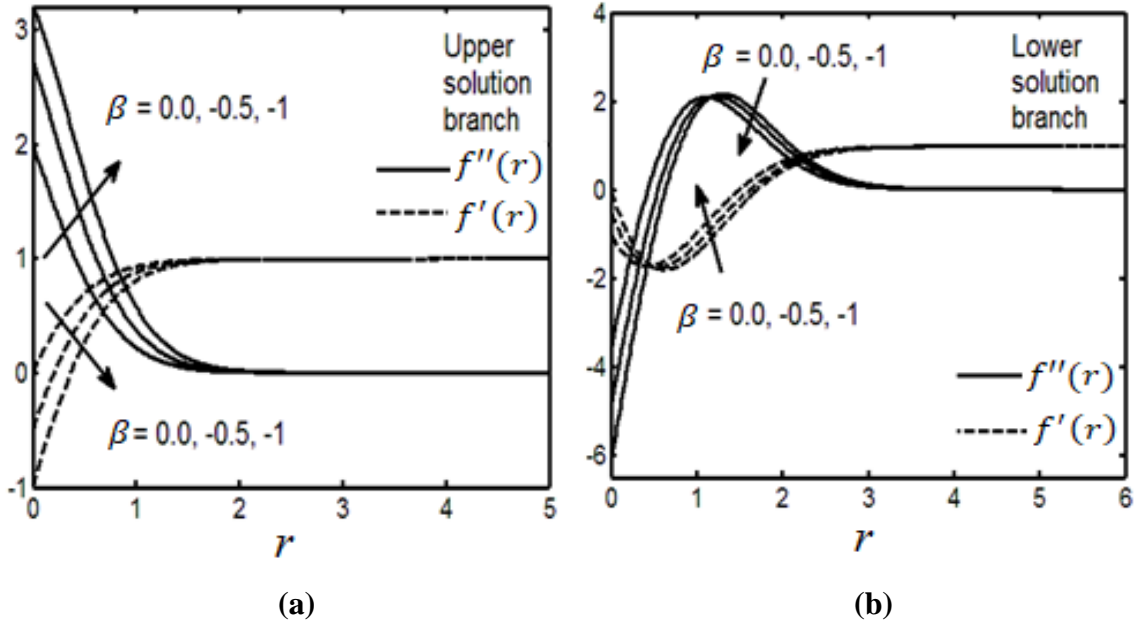 3
2
1
0
-1
Upper
solution
branch
β = 0.0, -0.5, -1
f''(r)
f'(r)
β = 0.0, -0.5, -1
0 1 2 3 4 5
r
(a)
4
2
0
-2
-4
-6
Lower
solution
branch
β = 0.0, -0.5, -1
β = 0.0, -0.5, -1
f''(r)
f'(r)
0 1 2 3 4 5 6
r
(b)